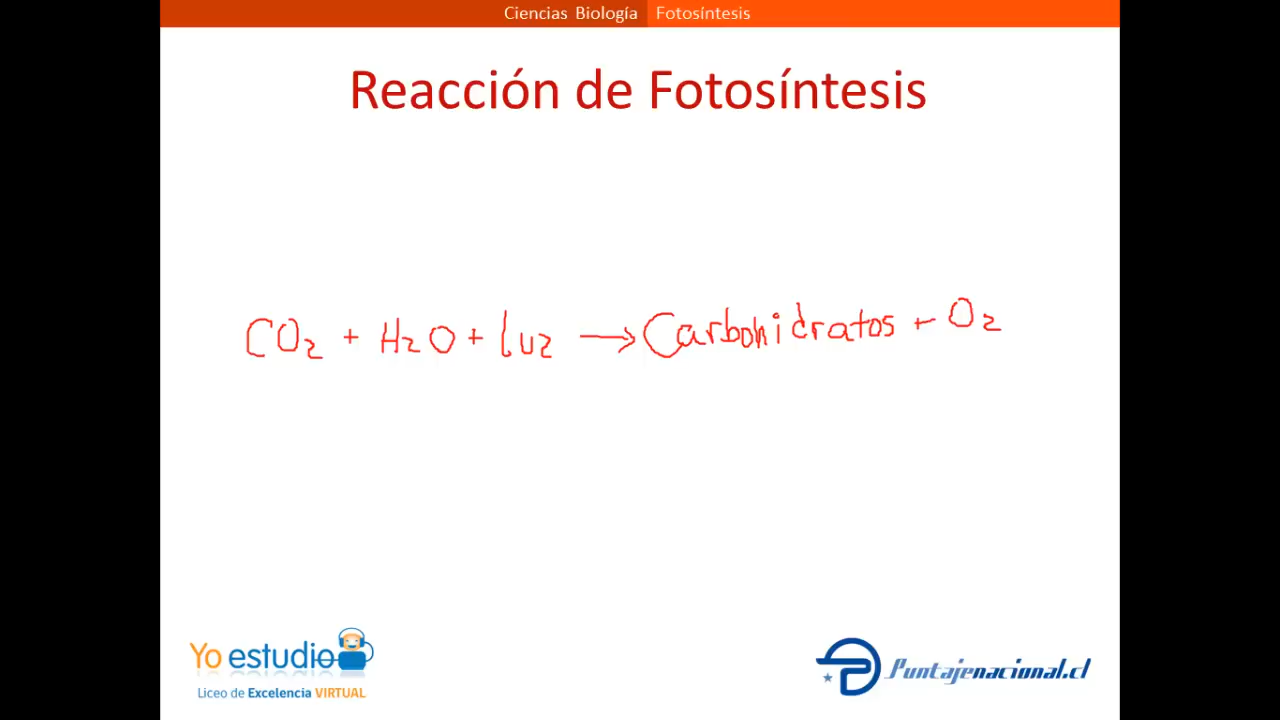 Ciencias Biología Fotosíntesis
Reacción de Fotosíntesis
CO₂ + H₂O + luz → Carbohidratos + O₂
Yo estudio
Liceo de Excelencia VIRTUAL
Puntajenacional.cl